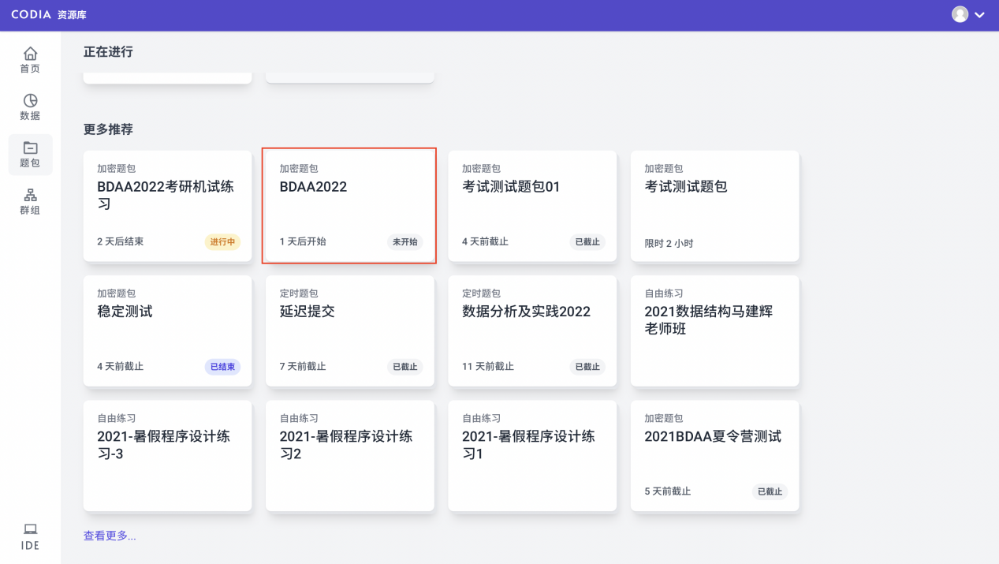 CODIA 资源库
首页
数据
题包
群组
IDE
正在进行
更多推荐
加密题包
BDAA2022考研机试练
习
2 天后结束
进行中
加密题包
BDAA2022
1 天后开始
未开始
加密题包
考试测试题包01
4 天前截止
已截止
加密题包
考试测试题包
限时 2 小时
加密题包
稳定测试
4 天前截止
已结束
定时题包
延迟提交
7 天前截止
已截止
定时题包
数据分析及实践2022
11 天前截止
已截止
自由练习
2021数据结构马建辉
老师班
自由练习
2021-暑假程序设计练
习-3
自由练习
2021-暑假程序设计练
习2
自由练习
2021-暑假程序设计练
习1
加密题包
2021BDAA夏令营测试
5 天前截止
已截止
查看更多...